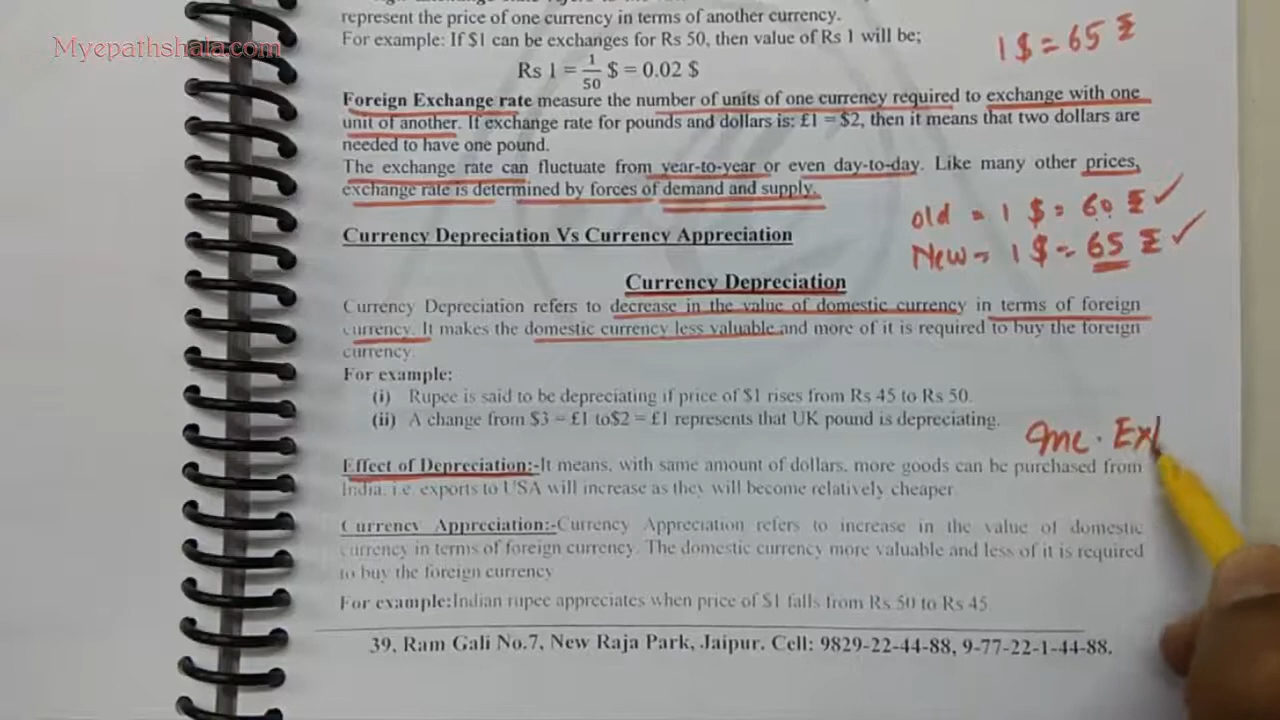 Myepathshala.com
represent the price of one currency in terms of another currency.
For example: If $1 can be exchanges for Rs 50, then value of Rs 1 will be;
1 $ = 65 ₹
Rs 1 = 1/50 $ = 0.02 $
Foreign Exchange rate measure the number of units of one currency required to exchange with one
unit of another. If exchange rate for pounds and dollars is: £1 = $2, then it means that two dollars are
needed to have one pound.
The exchange rate can fluctuate from year-to-year or even day-to-day. Like many other prices,
exchange rate is determined by forces of demand and supply.
old = 1 $ = 60 ₹ ✓
New = 1 $ = 65 ₹ ✓
Currency Depreciation Vs Currency Appreciation
Currency Depreciation
Currency Depreciation refers to decrease in the value of domestic currency in terms of foreign
currency. It makes the domestic currency less valuable and more of it is required to buy the foreign
currency.
For example:
(i) Rupee is said to be depreciating if price of $1 rises from Rs 45 to Rs 50.
(ii) A change from $3 = £1 to$2 = £1 represents that UK pound is depreciating.
Inc. Ex
Effect of Depreciation:-It means, with same amount of dollars, more goods can be purchased from
India. i.e. exports to USA will increase as they will become relatively cheaper
Currency Appreciation:-Currency Appreciation refers to increase in the value of domestic
currency in terms of foreign currency. The domestic currency more valuable and less of it is required
to buy the foreign currency
For example:Indian rupee appreciates when price of $1 falls from Rs 50 to Rs 45.
39, Ram Gali No.7, New Raja Park, Jaipur. Cell: 9829-22-44-88, 9-77-22-1-44-88.